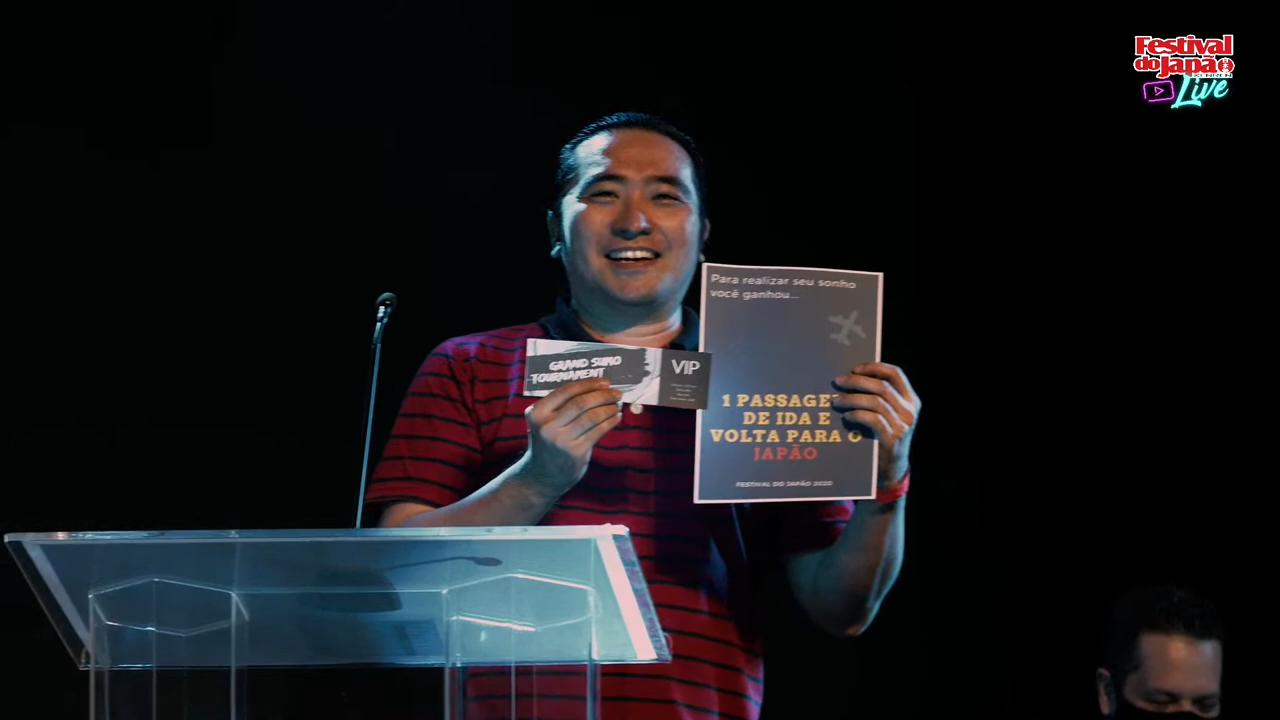 Festival
do Japão
Live
Para realizar seu sonho
você ganhou...
GRAND SUMO
TOURNAMENT
VIP
1 PASSAGEM
DE IDA E
VOLTA PARA O
JAPÃO
FESTIVAL DO JAPÃO 2020